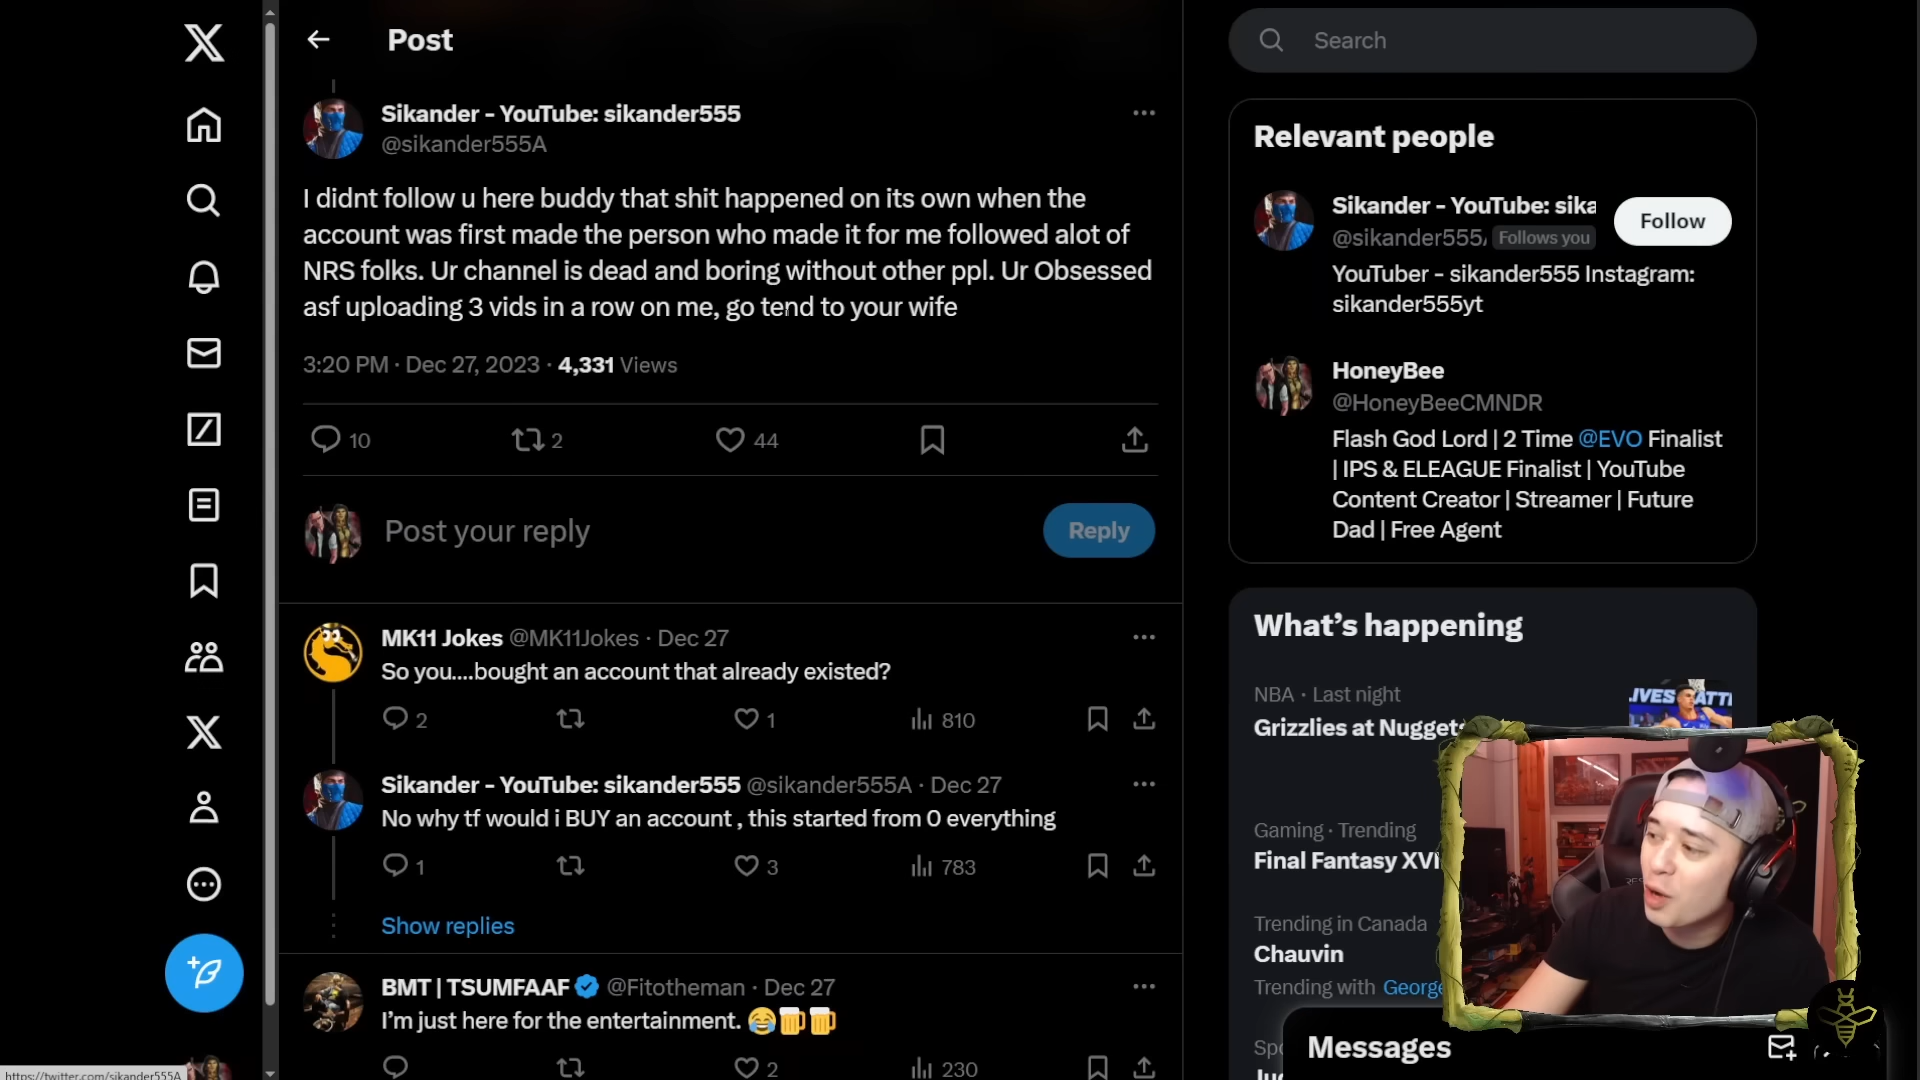 Post
Search
Sikander - YouTube: sikander555
@sikander555A
I didnt follow u here buddy that shit happened on its own when the
account was first made the person who made it for me followed alot of
NRS folks. Ur channel is dead and boring without other ppl. Ur Obsessed
asf uploading 3 vids in a row on me, go tend to your wife
3:20 PM · Dec 27, 2023 · 4,331 Views
10
2
44
Post your reply
Reply
MK11 Jokes @MK11Jokes · Dec 27
So you....bought an account that already existed?
2
1
810
Sikander - YouTube: sikander555 @sikander555A · Dec 27
No why tf would i BUY an account , this started from 0 everything
1
3
783
Show replies
BMT | TSUMFAAF @Fitotheman · Dec 27
I’m just here for the entertainment. 😂🍺🍺
2
230
Relevant people
Sikander - YouTube: sika
@sikander555
Follows you
Follow
YouTuber - sikander555 Instagram:
sikander555yt
HoneyBee
@HoneyBeeCMNDR
Flash God Lord | 2 Time @EVO Finalist
| IPS & ELEAGUE Finalist | YouTube
Content Creator | Streamer | Future
Dad | Free Agent
What’s happening
NBA · Last night
Grizzlies at Nuggets
Gaming · Trending
Final Fantasy XVI
Trending in Canada
Chauvin
Trending with George
Messages
https://twitter.com/sikander555A